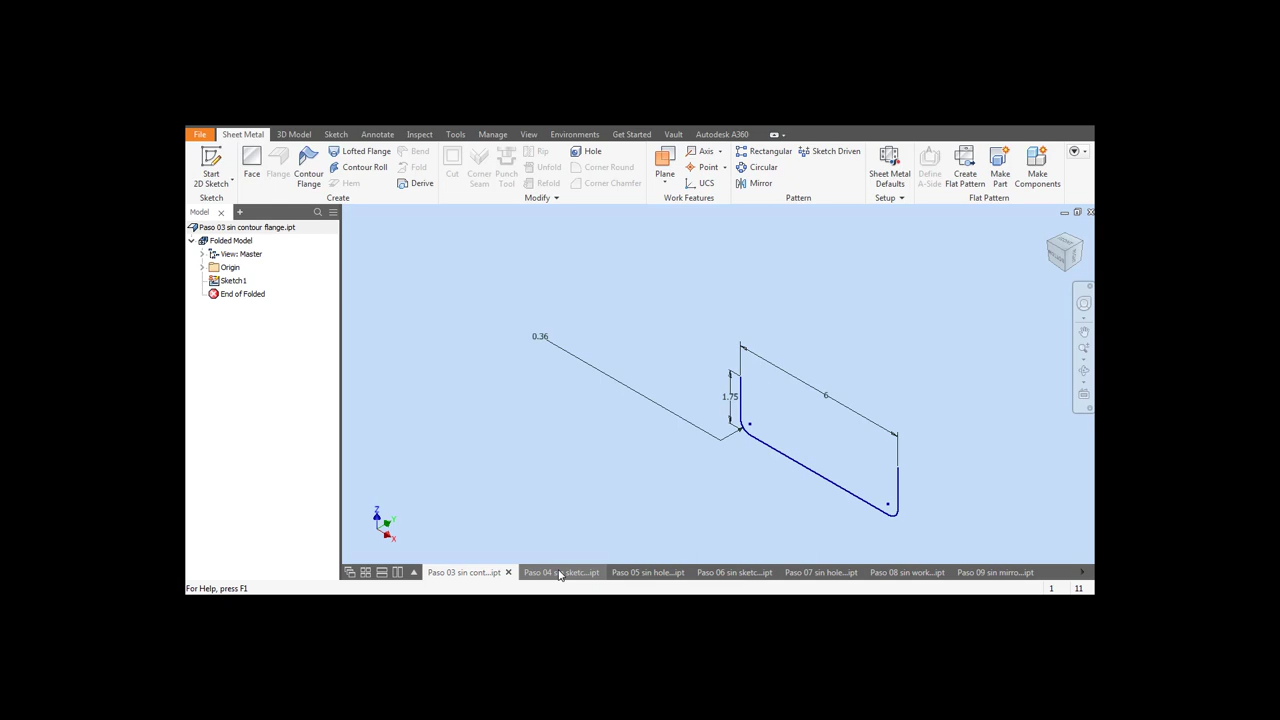 File Sheet Metal 3D Model Sketch Annotate Inspect Tools Manage View Environments Get Started Vault Autodesk A360
Start 2D Sketch
Face
Flange
Contour Flange
Lofted Flange
Contour Roll
Hem
Bend
Fold
Derive
Cut
Corner Seam
Punch Tool
Rip
Unfold
Refold
Hole
Corner Round
Corner Chamfer
Plane
Axis
Point
UCS
Rectangular
Circular
Mirror
Sketch Driven
Sheet Metal Defaults
Define A-Side
Create Flat Pattern
Make Part
Make Components
Sketch Create Modify Work Features Pattern Setup Flat Pattern
Model
Paso 03 sin contour flange.ipt
Folded Model
View: Master
Origin
Sketch1
End of Folded
0.36
1.75
6
Z
Y
X
Paso 03 sin cont...ipt Paso 04 sin sketc...ipt Paso 05 sin hole...ipt Paso 06 sin sketc...ipt Paso 07 sin hole...ipt Paso 08 sin work...ipt Paso 09 sin mirro...ipt
For Help, press F1 1 11